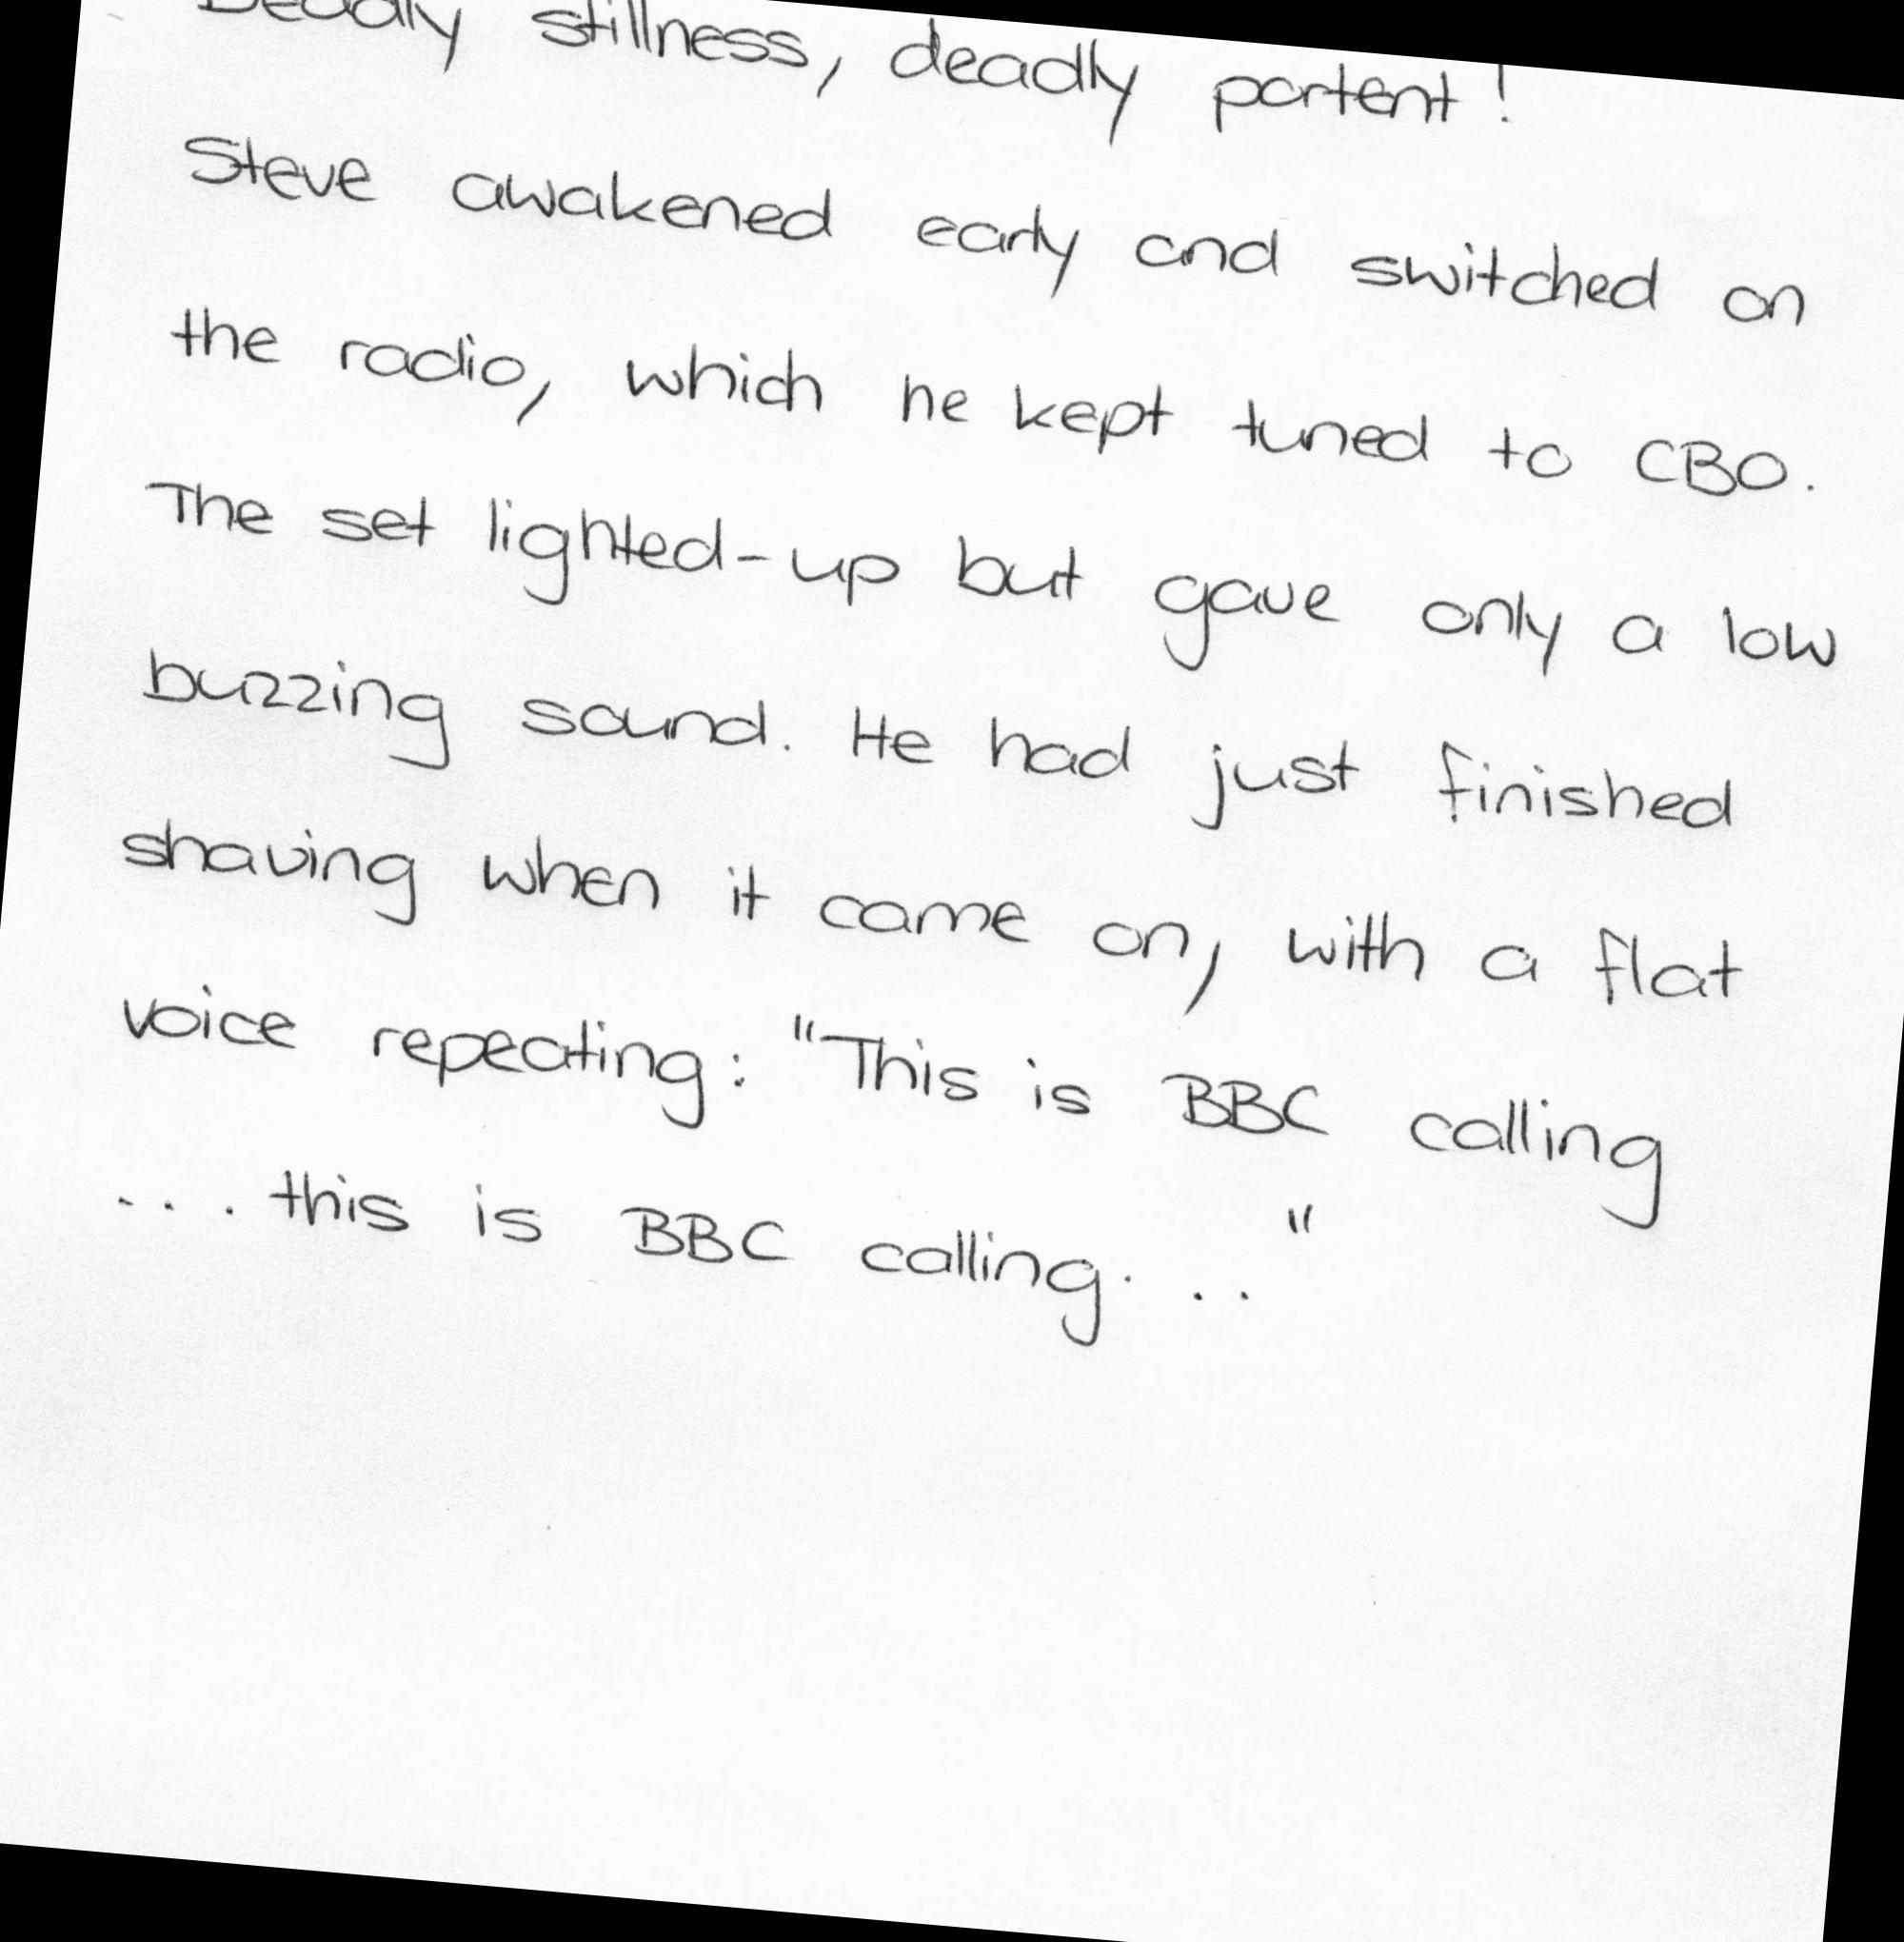 Deadly stillness, deadly portent!
Steve awakened early and switched on
the radio, which he kept tuned to CBO.
The set lighted-up but gave only a low
buzzing sound. He had just finished
shaving when it came on, with a flat
voice repeating: "This is BBC calling
... this is BBC calling..."